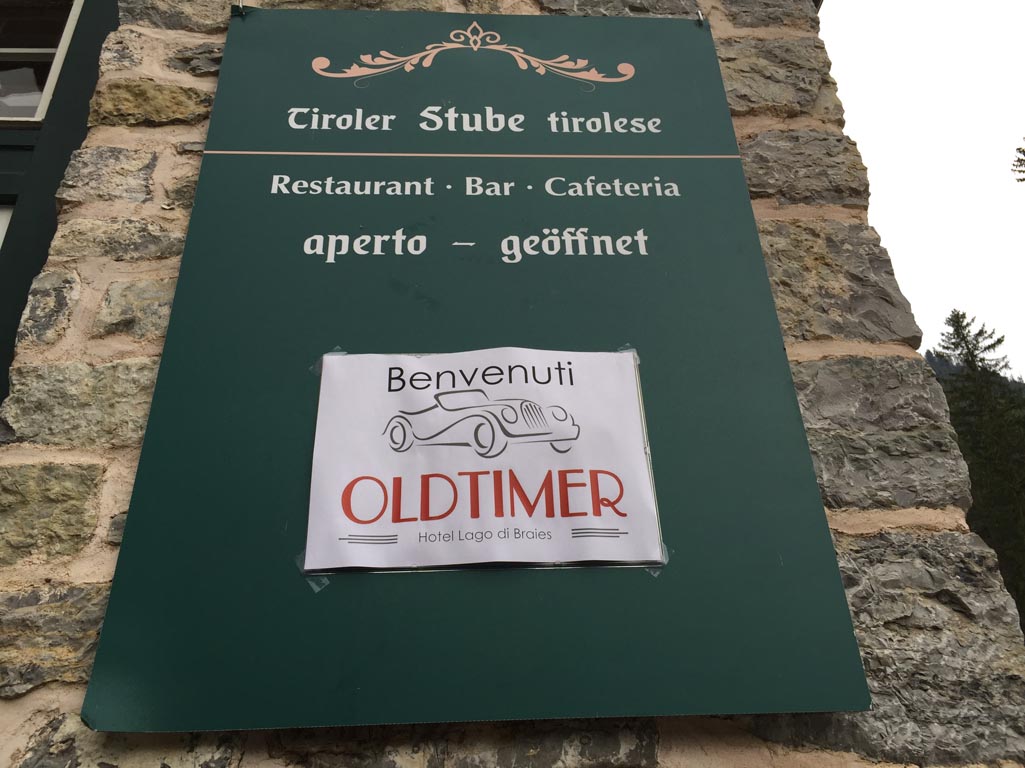 Tiroler Stube tirolese
Restaurant · Bar · Cafeteria
aperto – geöffnet
Benvenuti
OLDTIMER
Hotel Lago di Braies